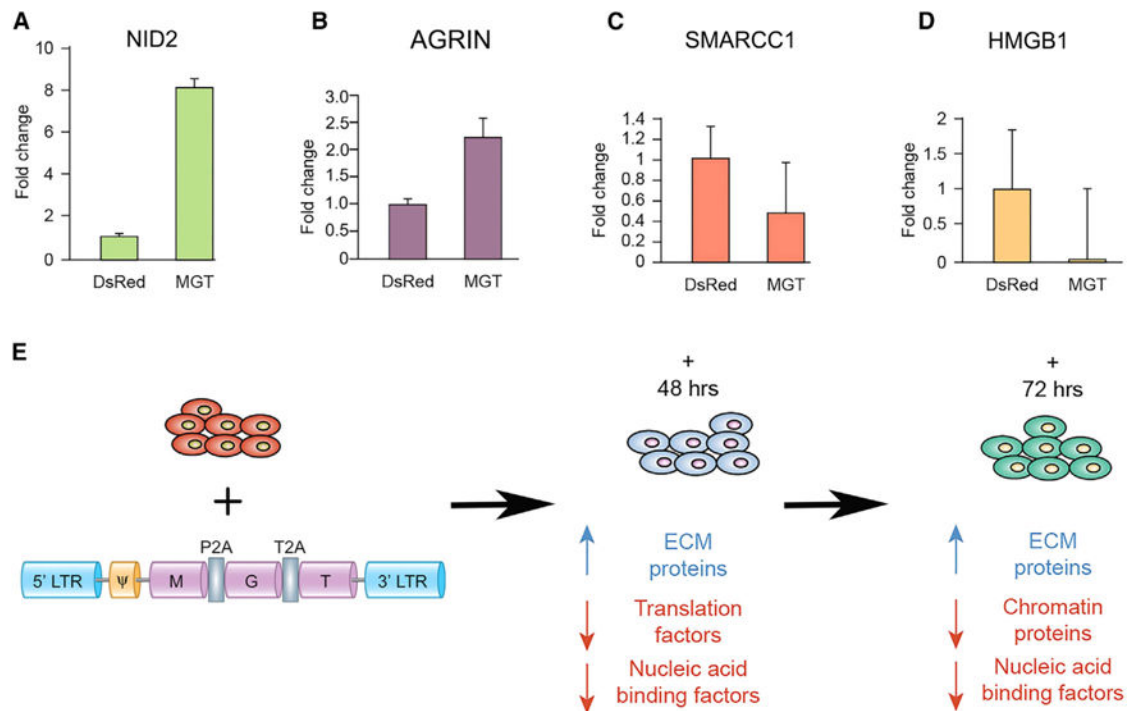 A
NID2
Fold change
10
8
6
4
2
0
DsRed MGT
B
AGRIN
Fold change
3.0
2.5
2.0
1.5
1.0
0.5
0
DsRed MGT
C
SMARCC1
Fold change
1.4
1.2
1
0.8
0.6
0.4
0.2
0
DsRed MGT
D
HMGB1
Fold change
2
1.5
1
0.5
0
DsRed MGT
E
+
P2A T2A
5' LTR ψ M G T 3' LTR
+
48 hrs
ECM
proteins
Translation
factors
Nucleic acid
binding factors
+
72 hrs
ECM
proteins
Chromatin
proteins
Nucleic acid
binding factors